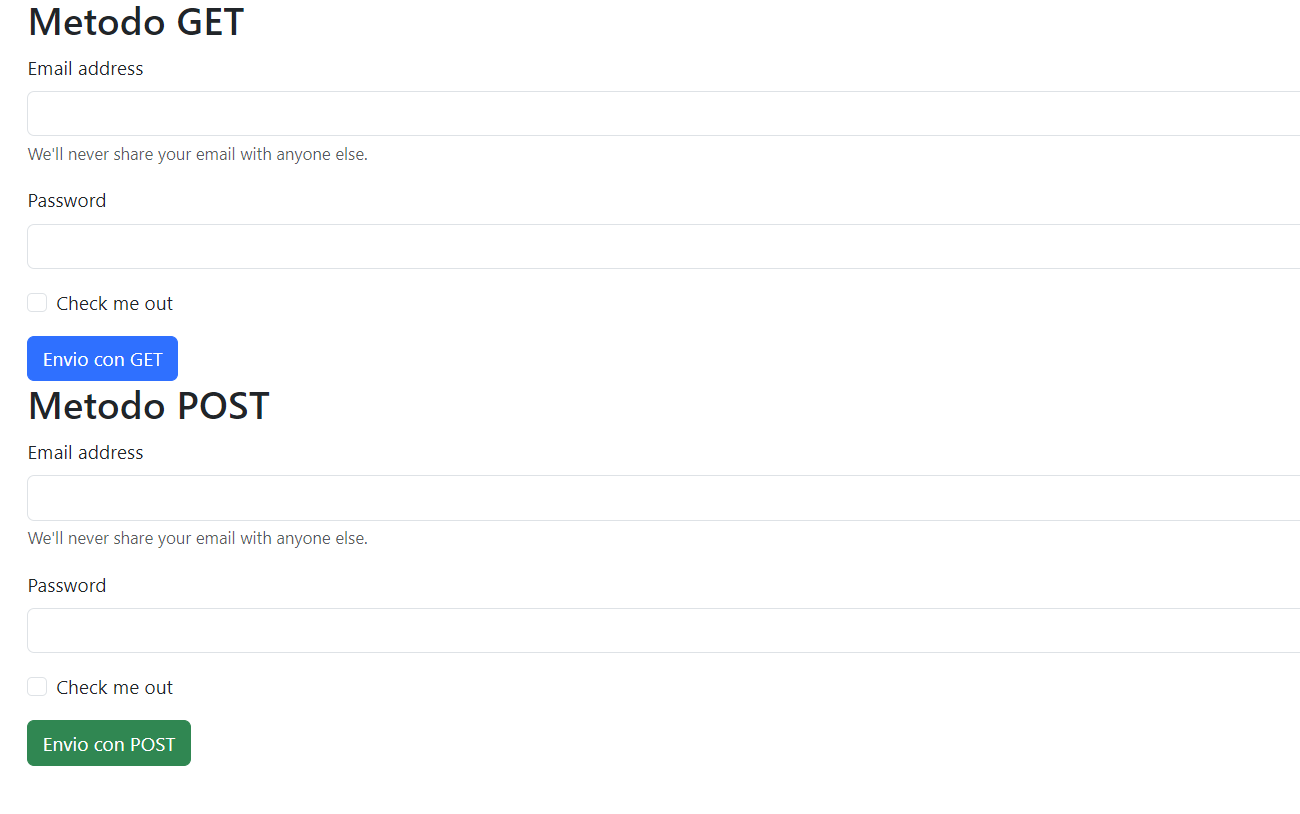 Metodo GET
Email address
We'll never share your email with anyone else.
Password
Check me out
Envio con GET
Metodo POST
Email address
We'll never share your email with anyone else.
Password
Check me out
Envio con POST